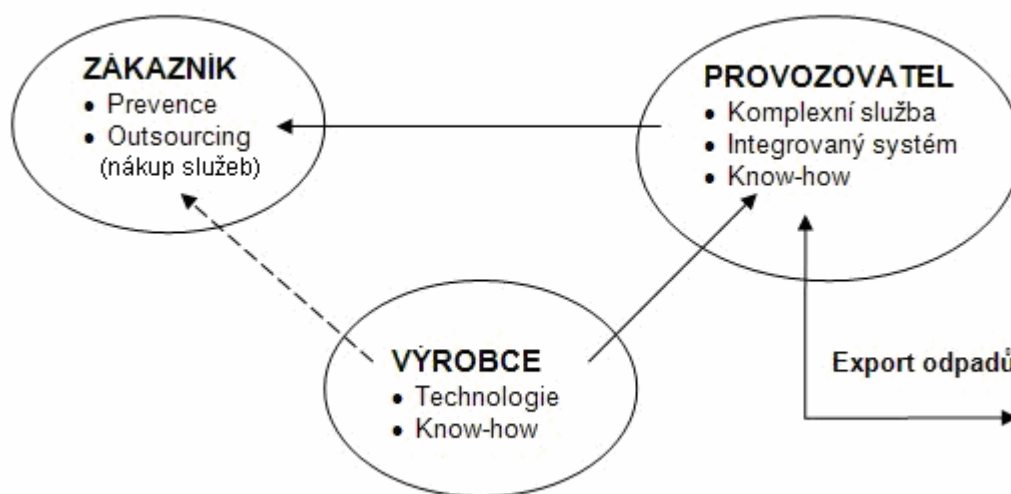 ZÁKAZNÍK
• Prevence
• Outsourcing
(nákup služeb)
PROVOZOVATEL
• Komplexní služba
• Integrovaný systém
• Know-how
VÝROBCE
• Technologie
• Know-how
Export odpadů